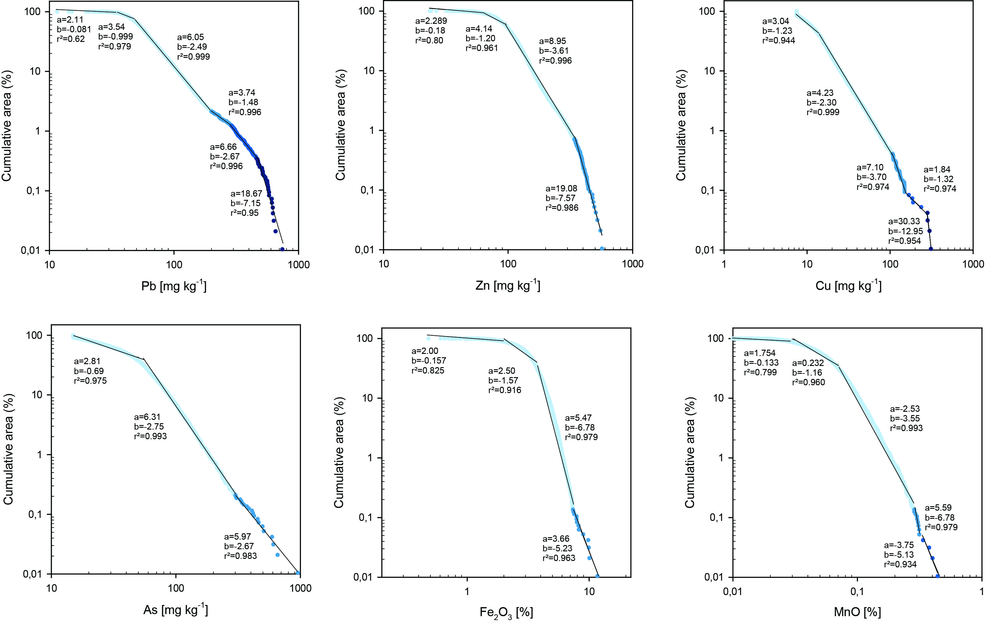 Cumulative area (%)
100
10
1
0,1
0,01
10
100
1000
Pb [mg kg⁻¹]
a=2.11
b=-0.081
r²=0.62
a=3.54
b=-0.999
r²=0.979
a=6.05
b=-2.49
r²=0.999
a=3.74
b=-1.48
r²=0.996
a=6.66
b=-2.67
r²=0.996
a=18.67
b=-7.15
r²=0.95
Cumulative area (%)
100
10
1
0,1
0,01
10
100
1000
Zn [mg kg⁻¹]
a=2.289
b=-0.18
r²=0.80
a=4.14
b=-1.20
r²=0.961
a=8.95
b=-3.61
r²=0.996
a=19.08
b=-7.57
r²=0.986
Cumulative area (%)
100
10
1
0,1
0,01
1
10
100
1000
Cu [mg kg⁻¹]
a=3.04
b=-1.23
r²=0.944
a=4.23
b=-2.30
r²=0.999
a=7.10
b=-3.70
r²=0.974
a=1.84
b=-1.32
r²=0.974
a=30.33
b=-12.95
r²=0.954
Cumulative area (%)
100
10
1
0,1
0,01
10
100
1000
As [mg kg⁻¹]
a=2.81
b=-0.69
r²=0.975
a=6.31
b=-2.75
r²=0.993
a=5.97
b=-2.67
r²=0.983
Cumulative area (%)
100
10
1
0,1
0,01
1
10
Fe₂O₃ [%]
a=2.00
b=-0.157
r²=0.825
a=2.50
b=-1.57
r²=0.916
a=5.47
b=-6.78
r²=0.979
a=3.66
b=-5.23
r²=0.963
Cumulative area (%)
100
10
1
0,1
0,01
0,01
0,1
1
MnO [%]
a=1.754
b=-0.133
r²=0.799
a=0.232
b=-1.16
r²=0.960
a=-2.53
b=-3.55
r²=0.993
a=5.59
b=-6.78
r²=0.979
a=-3.75
b=-5.13
r²=0.934